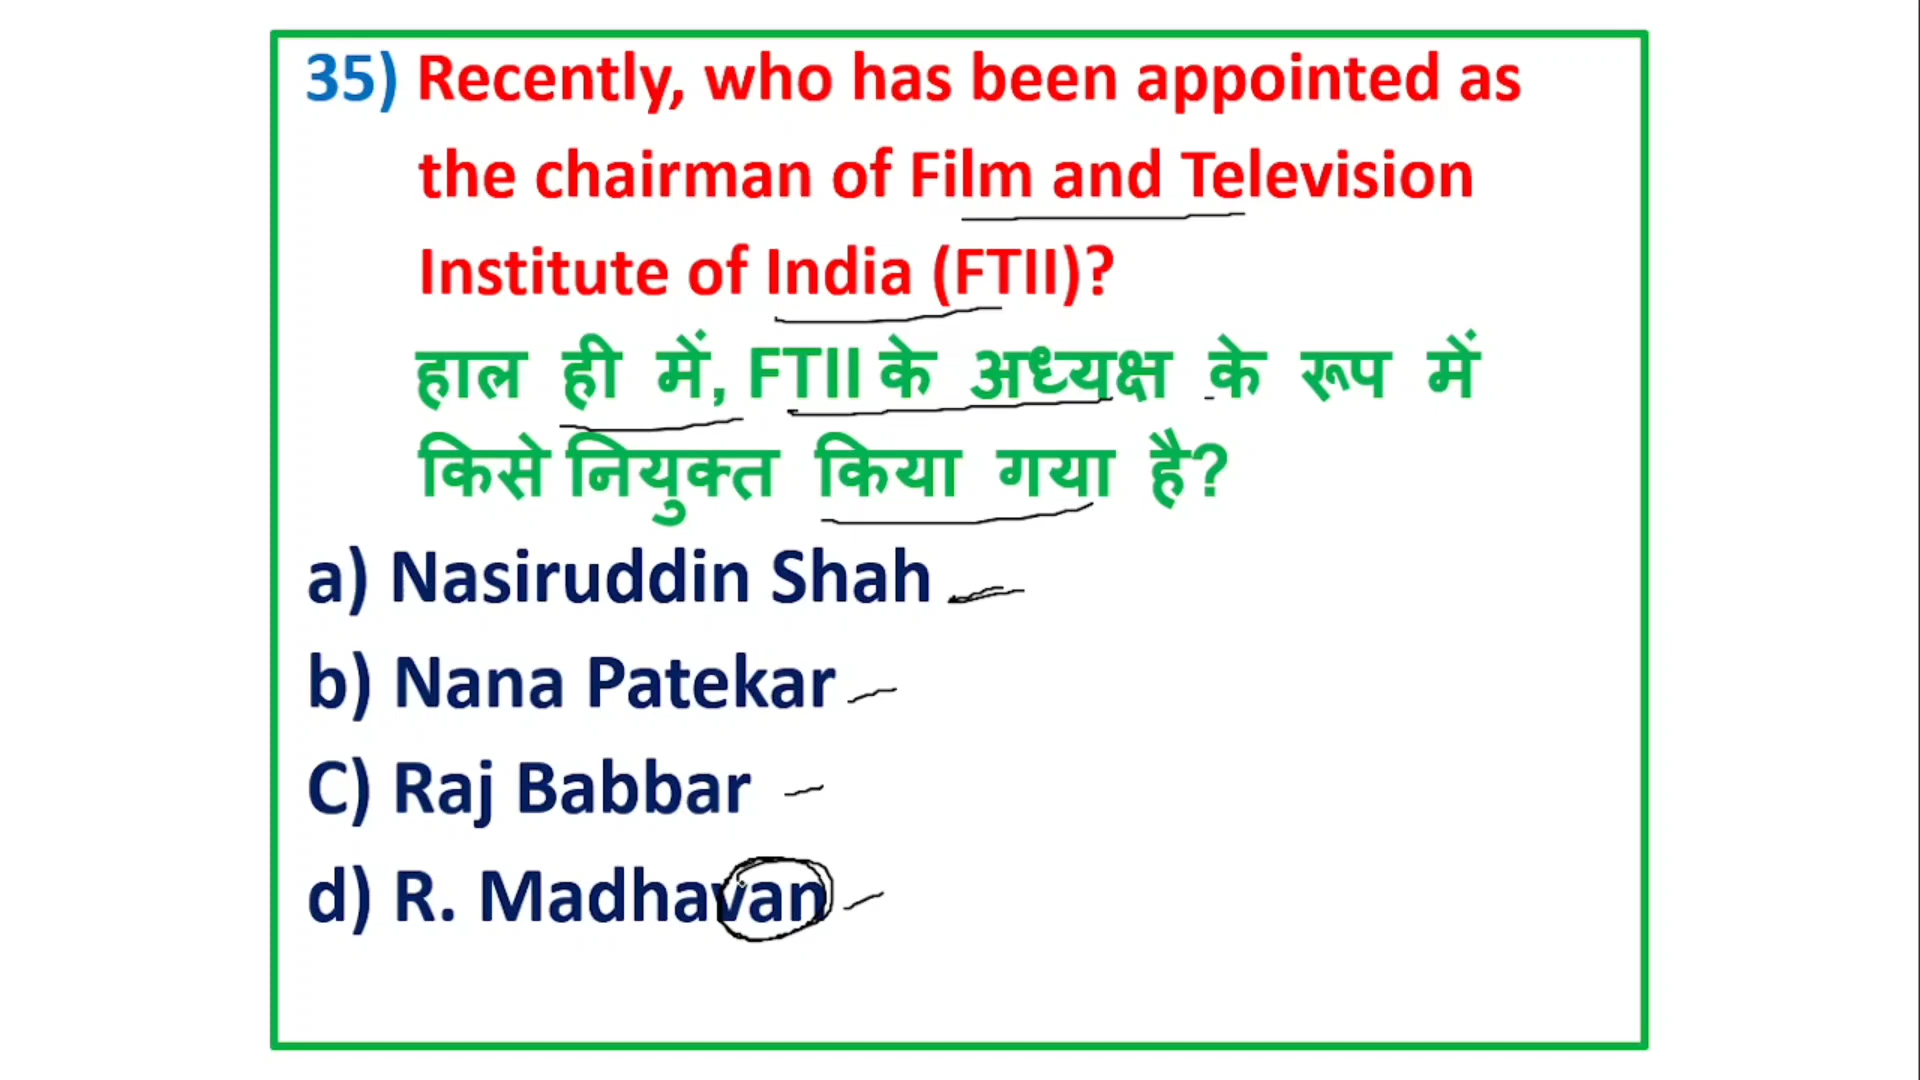 35) Recently, who has been appointed as
the chairman of Film and Television
Institute of India (FTII)?
हाल ही में, FTII के अध्यक्ष के रूप में
किसे नियुक्त किया गया है?
a) Nasiruddin Shah
b) Nana Patekar
C) Raj Babbar
d) R. Madhavan